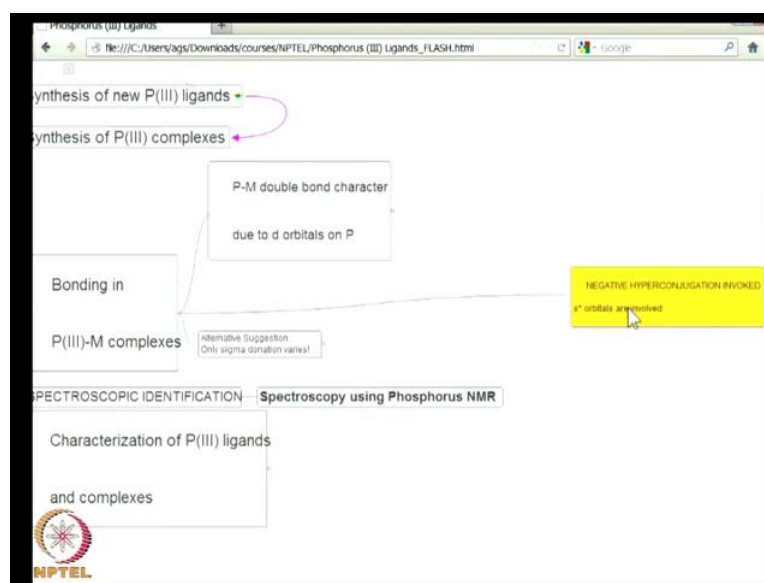 Phosphorus (III) Ligands
file:///C:/Users/ags/Downloads/courses/NPTEL/Phosphorus (III) Ligands_FLASH.html
Google
ynthesis of new P(III) ligands
ynthesis of P(III) complexes
P-M double bond character
due to d orbitals on P
Bonding in
P(III)-M complexes
Alternative Suggestion
Only sigma donation varies!
NEGATIVE HYPERCONJUGATION INVOKED
s* orbitals are involved
SPECTROSCOPIC IDENTIFICATION
Spectroscopy using Phosphorus NMR
Characterization of P(III) ligands
and complexes
NPTEL